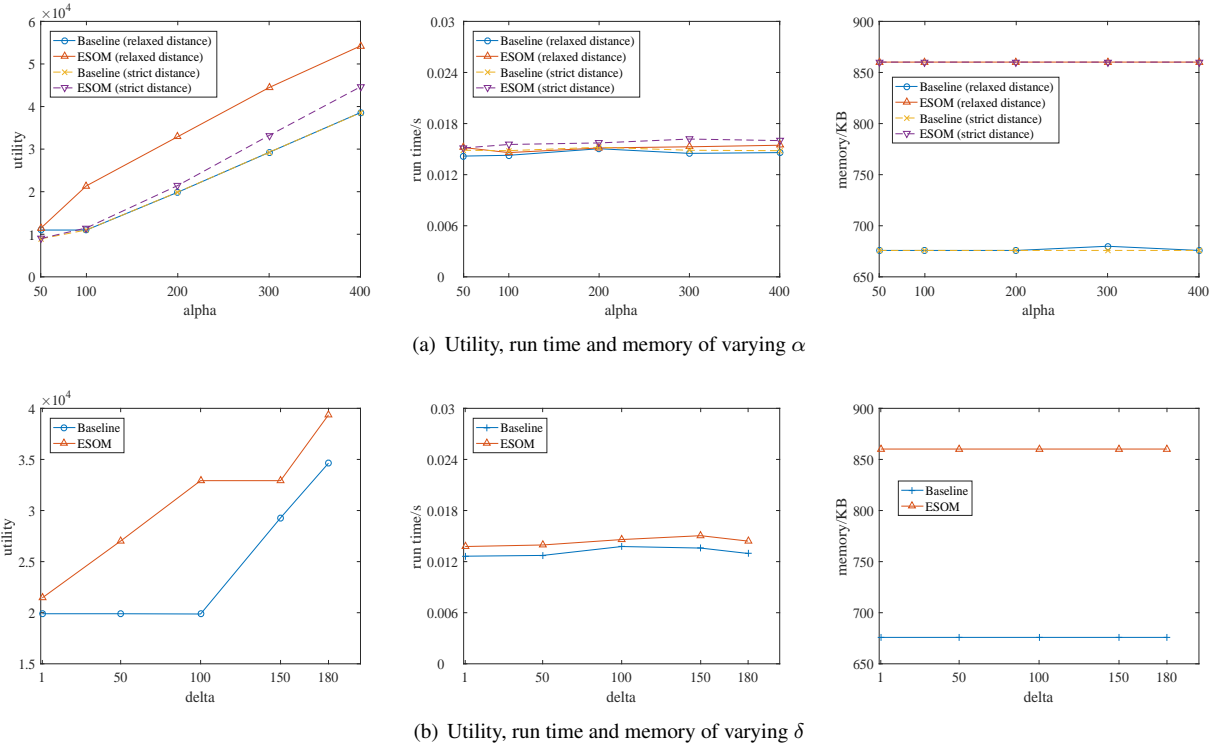 ×10⁴
6
5
4
3
2
1
0
50 100 200 300 400
alpha
utility
Baseline (relaxed distance)
ESOM (relaxed distance)
Baseline (strict distance)
ESOM (strict distance)
0.03
0.024
0.018
0.012
0.006
0
50 100 200 300 400
alpha
run time/s
Baseline (relaxed distance)
ESOM (relaxed distance)
Baseline (strict distance)
ESOM (strict distance)
900
850
800
750
700
650
50 100 200 300 400
alpha
memory/KB
Baseline (relaxed distance)
ESOM (relaxed distance)
Baseline (strict distance)
ESOM (strict distance)
(a) Utility, run time and memory of varying α
×10⁴
4
3.5
3
2.5
2
1.5
1 50 100 150 180
delta
utility
Baseline
ESOM
0.03
0.024
0.018
0.012
0.006
0
1 50 100 150 180
delta
run time/s
Baseline
ESOM
900
850
800
750
700
650
1 50 100 150 180
delta
memory/KB
Baseline
ESOM
(b) Utility, run time and memory of varying δ